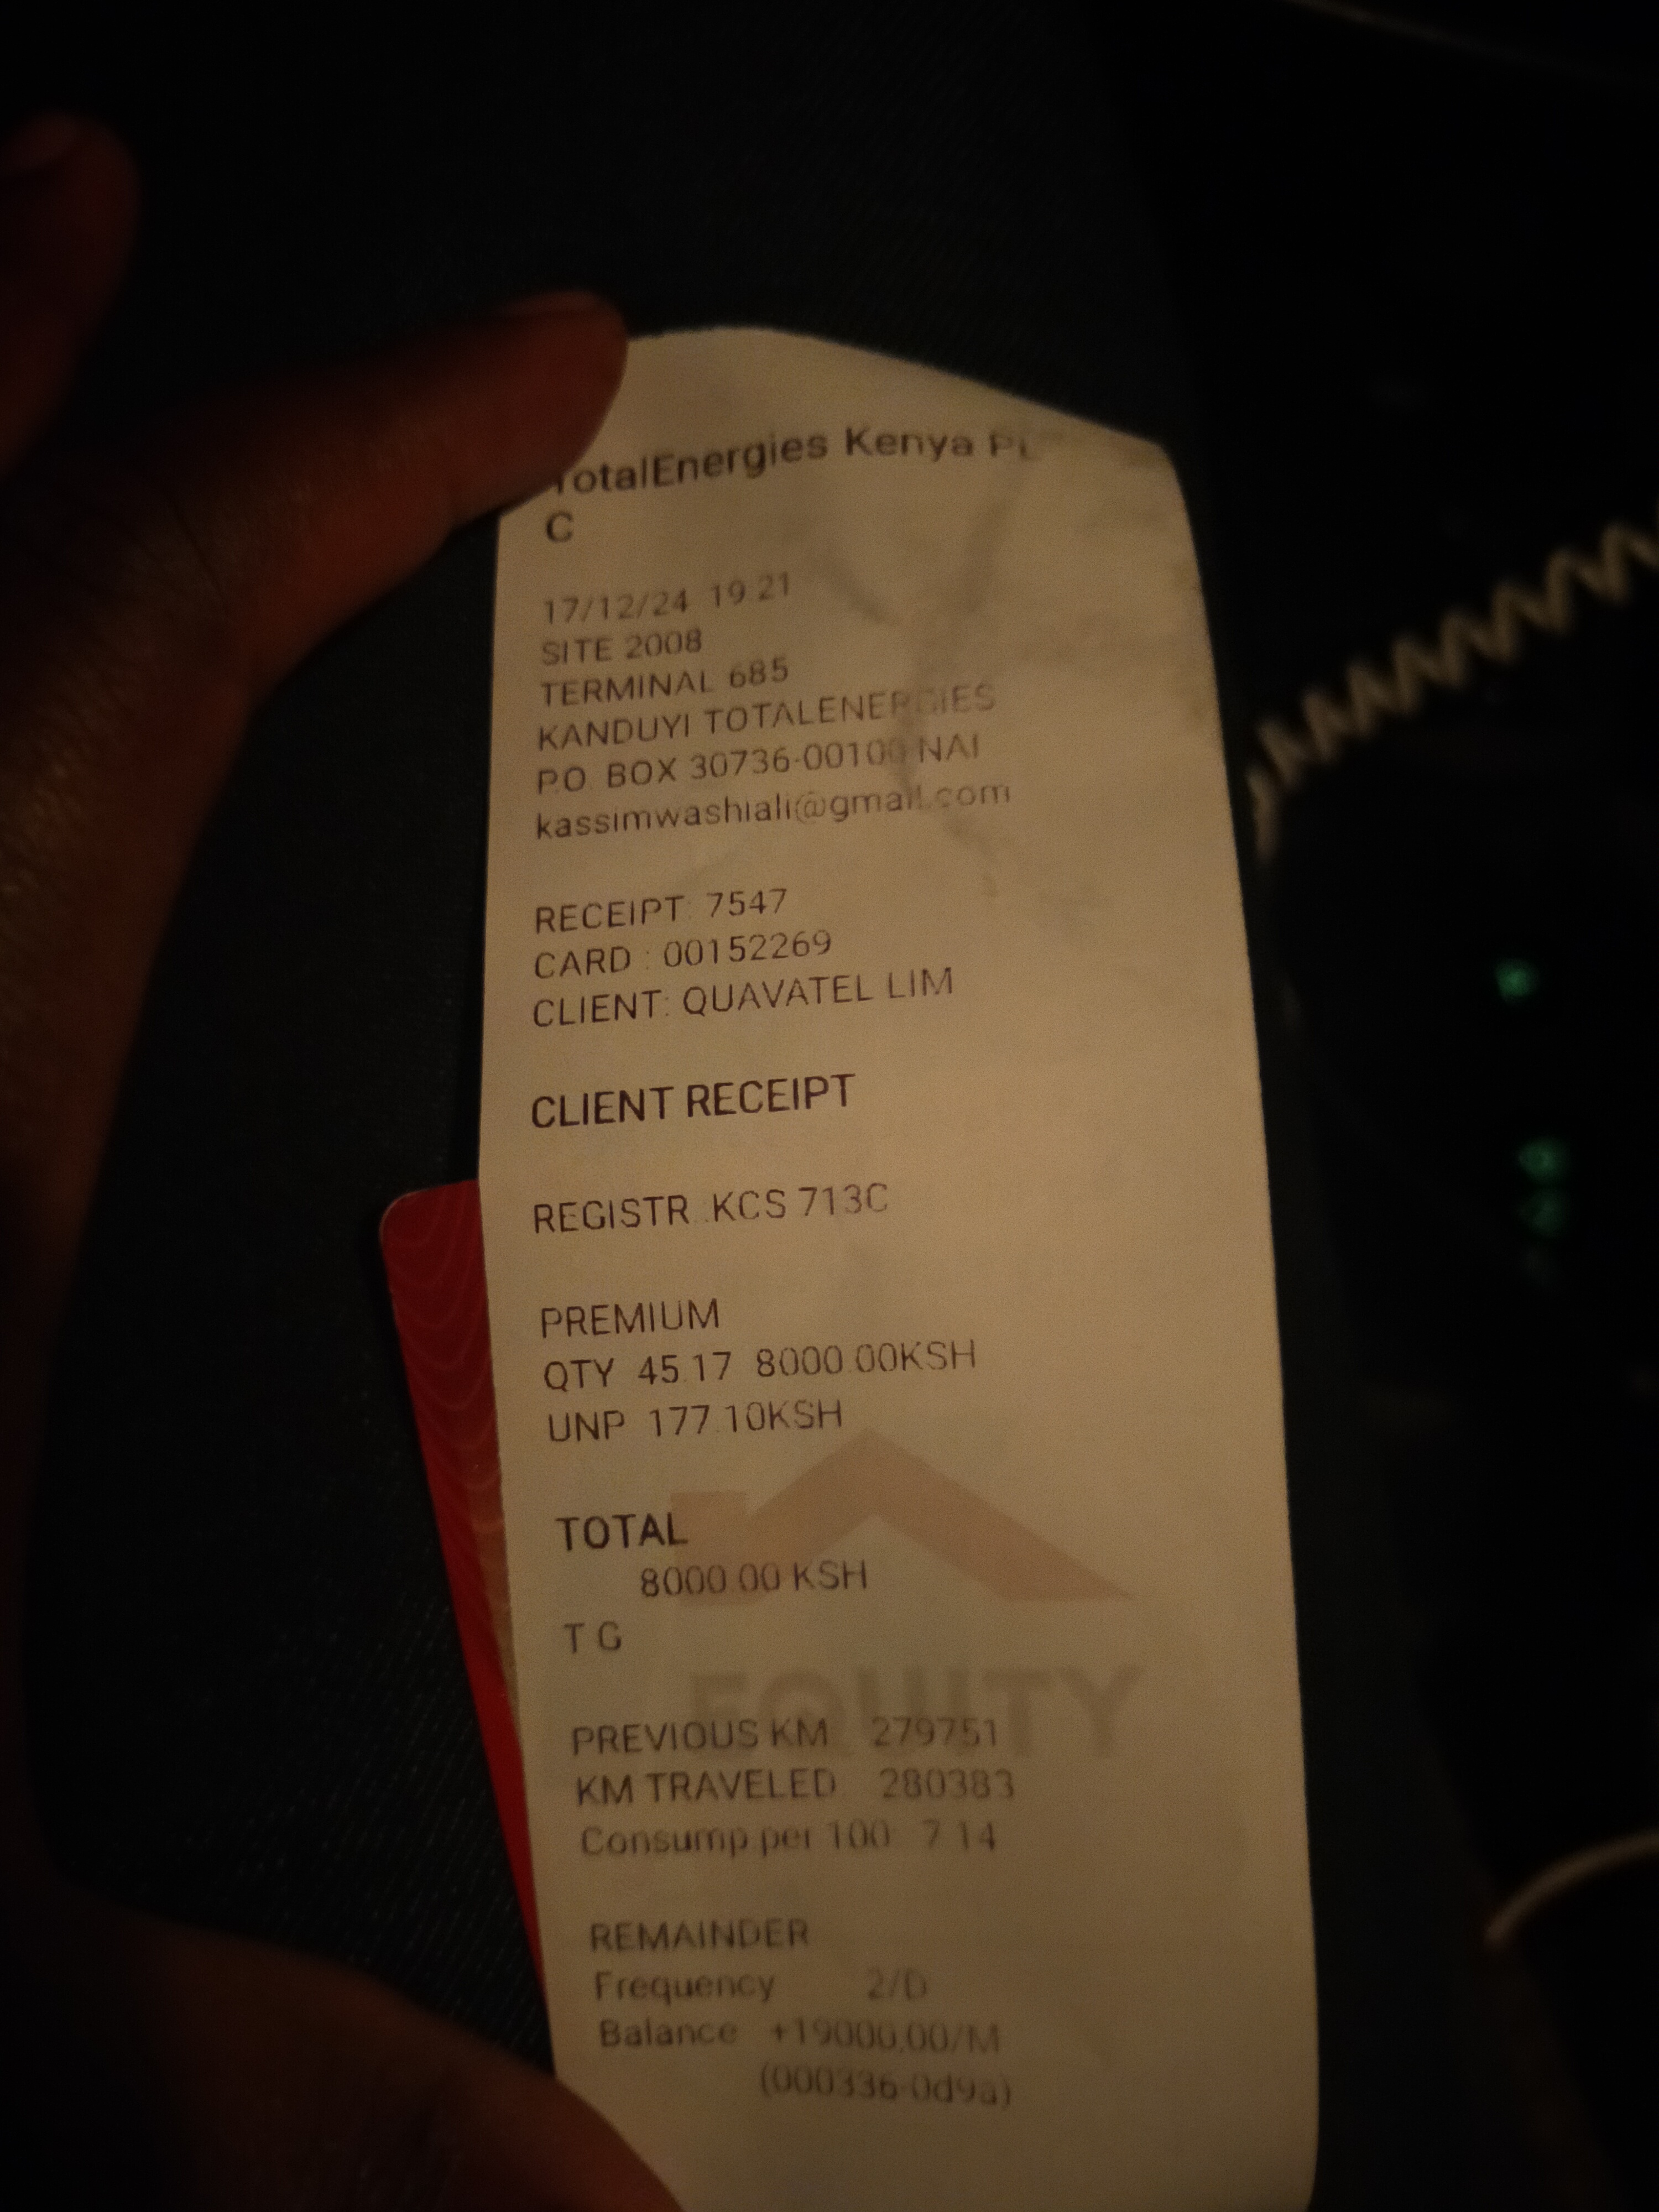 TotalEnergies Kenya PL
C
17/12/24 19:21
SITE 2008
TERMINAL 685
KANDUYI TOTALENERGIES
P.O. BOX 30736-00100 NAI
kassimwashiali@gmail.com
RECEIPT: 7547
CARD : 00152269
CLIENT: QUAVATEL LIM
CLIENT RECEIPT
REGISTR.:KCS 713C
PREMIUM
QTY 45.17 8000.00KSH
UNP 177.10KSH
TOTAL
8000.00 KSH
T G
EQUITY
PREVIOUS KM 279751
KM TRAVELED 280383
Consump per 100: 7.14
REMAINDER
Frequency 2/D
Balance +19000.00/M
(000336-0d9a)